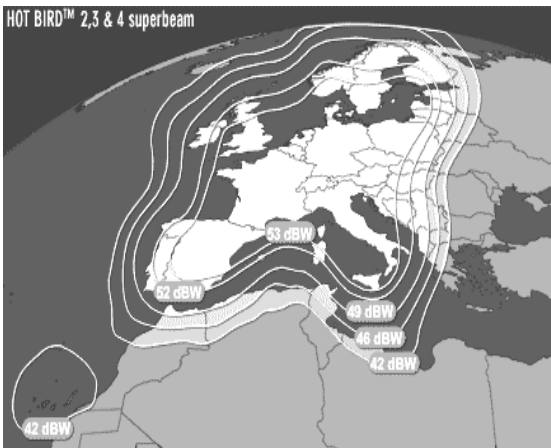 HOT BIRD™ 2,3 & 4 superbeam
53 dBW
52 dBW
49 dBW
46 dBW
42 dBW
42 dBW